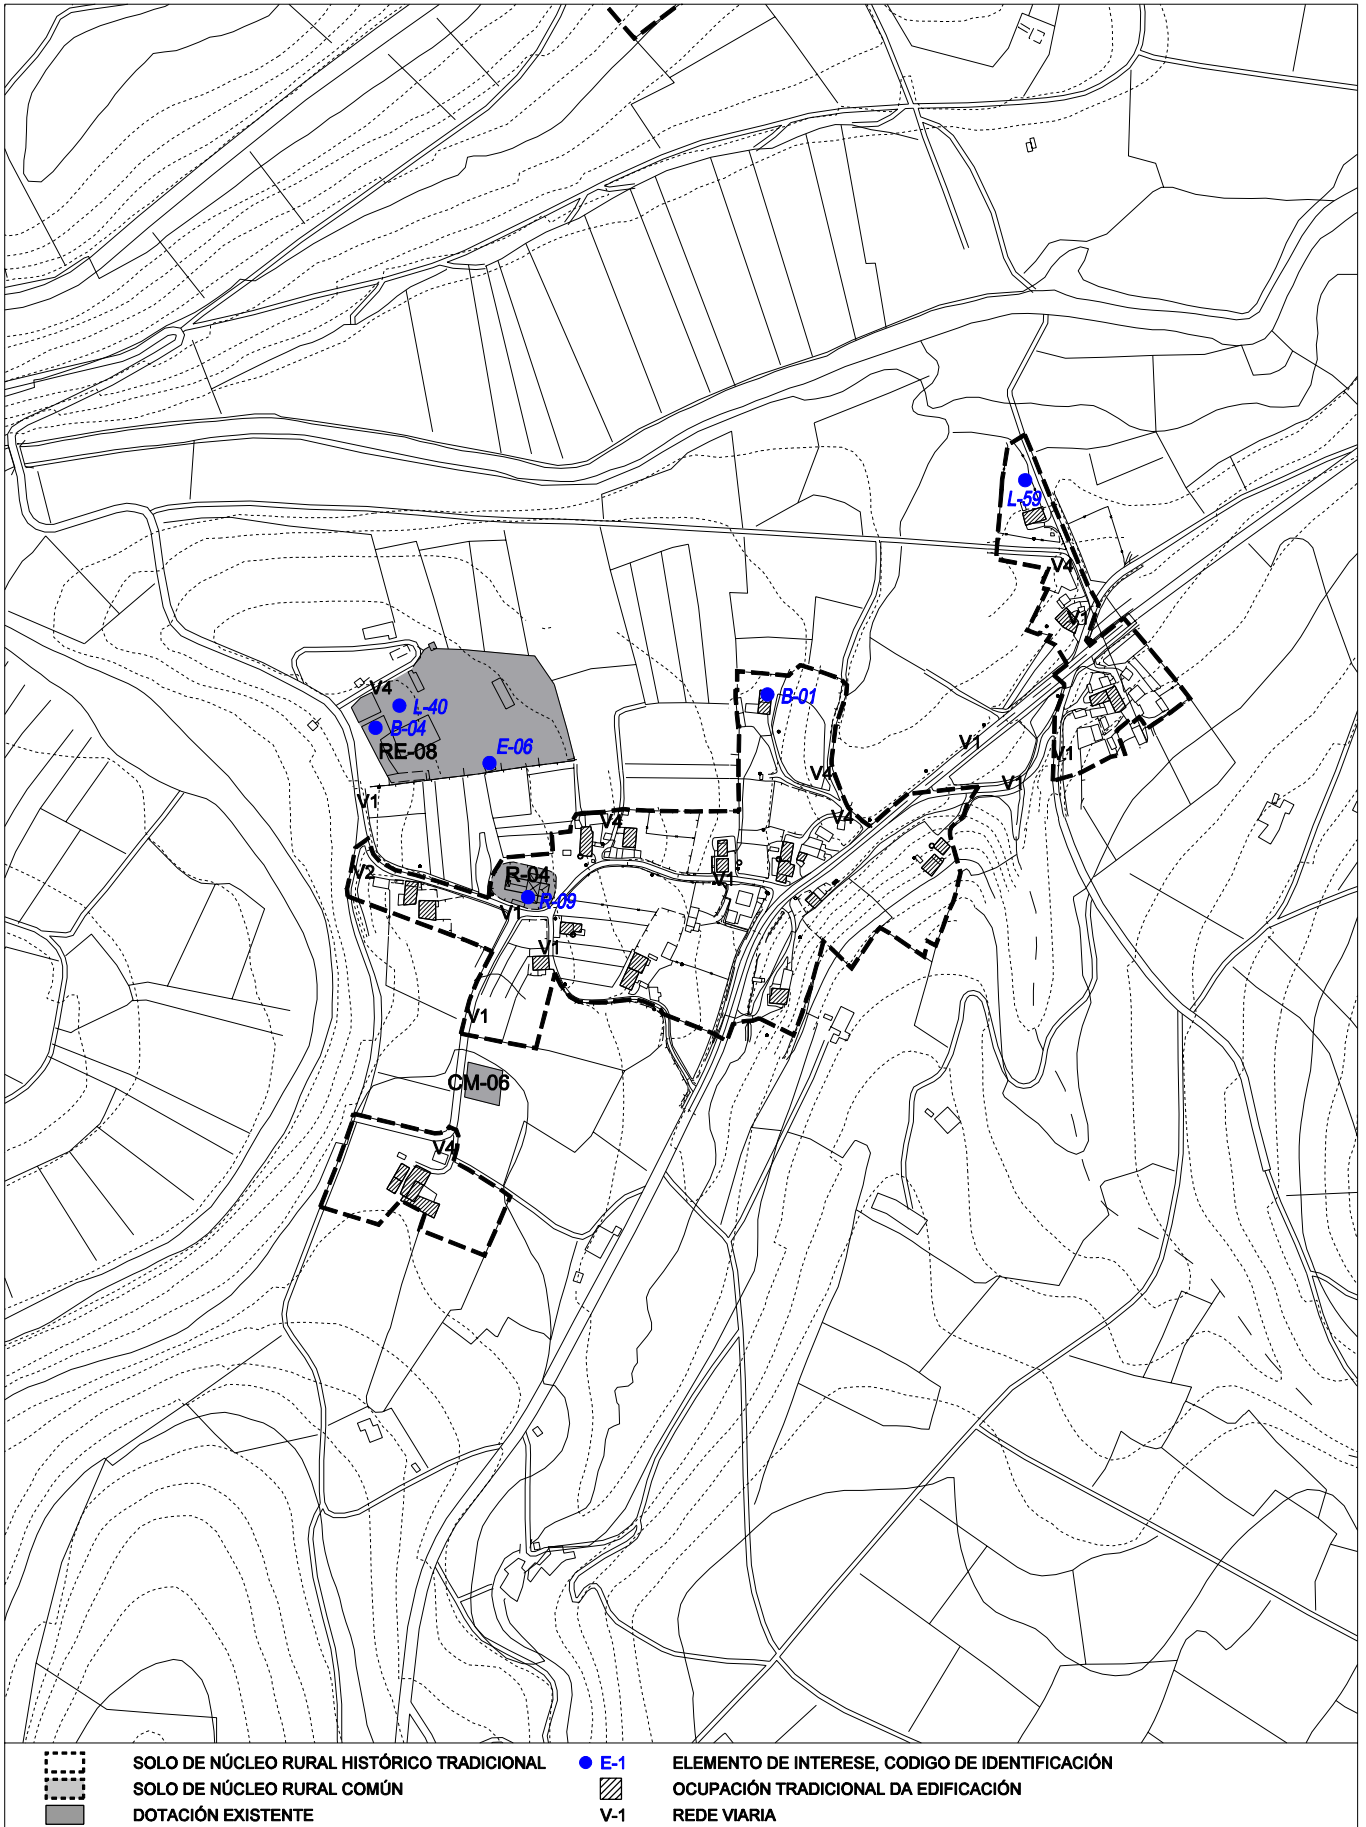 L-59
V4
V1
V4
L-40
B-04
RE-08
E-06
B-01
V1
V1
V1
V4
V1
V4
V4
V2
R-04
R-09
V1
V1
V1
V1
CM-06
V4
SOLO DE NÚCLEO RURAL HISTÓRICO TRADICIONAL
SOLO DE NÚCLEO RURAL COMÚN
DOTACIÓN EXISTENTE
E-1 ELEMENTO DE INTERESE, CODIGO DE IDENTIFICACIÓN
OCUPACIÓN TRADICIONAL DA EDIFICACIÓN
V-1 REDE VIARIA